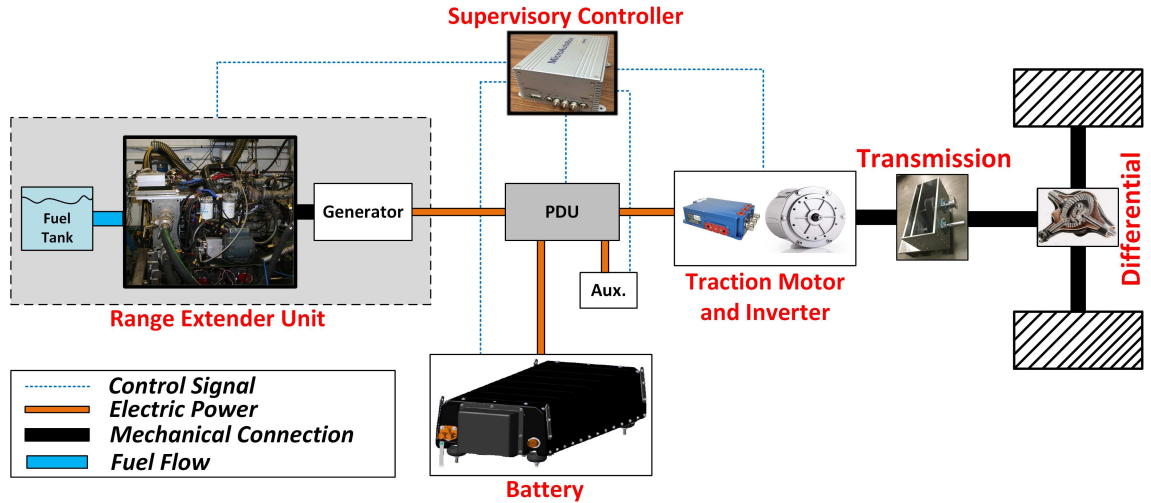 Supervisory Controller
MicroAutoBox
Transmission
Differential
Fuel
Tank
Generator
PDU
Aux.
Traction Motor
and Inverter
Range Extender Unit
Control Signal
Electric Power
Mechanical Connection
Fuel Flow
Battery